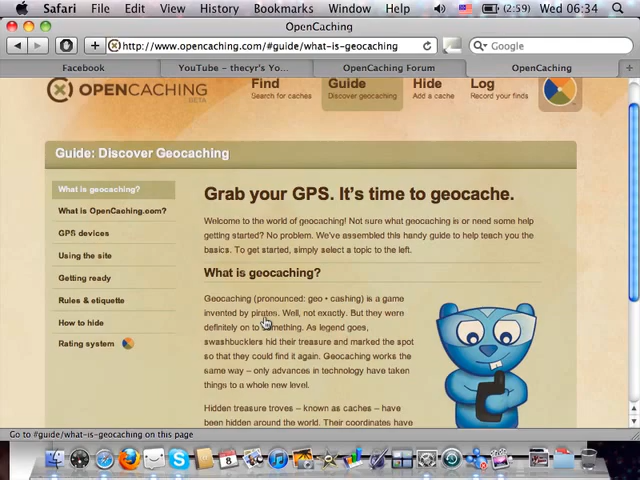 Safari File Edit View History Bookmarks Window Help (2:59) Wed 06:34
OpenCaching
http://www.opencaching.com/#guide/what-is-geocaching
Google
Facebook YouTube - thecyr's Yo... OpenCaching Forum OpenCaching
OPENCACHING
BETA
Find
Search for caches
Guide
Discover geocaching
Hide
Add a cache
Log
Record your finds
Guide: Discover Geocaching
What is geocaching?
What is OpenCaching.com?
GPS devices
Using the site
Getting ready
Rules & etiquette
How to hide
Rating system
Grab your GPS. It's time to geocache.
Welcome to the world of geocaching! Not sure what geocaching is or need some help
getting started? No problem. We've assembled this handy guide to help teach you the
basics. To get started, simply select a topic to the left.
What is geocaching?
Geocaching (pronounced: geo • cashing) is a game
invented by pirates. Well, not exactly. But they were
definitely on to something. As legend goes,
swashbucklers hid their treasure and marked the spot
so that they could find it again. Geocaching works the
same way – only advances in technology have taken
things to a whole new level.
Hidden treasure troves – known as caches – have
been hidden around the world. Their coordinates have
Go to #guide/what-is-geocaching on this page
8